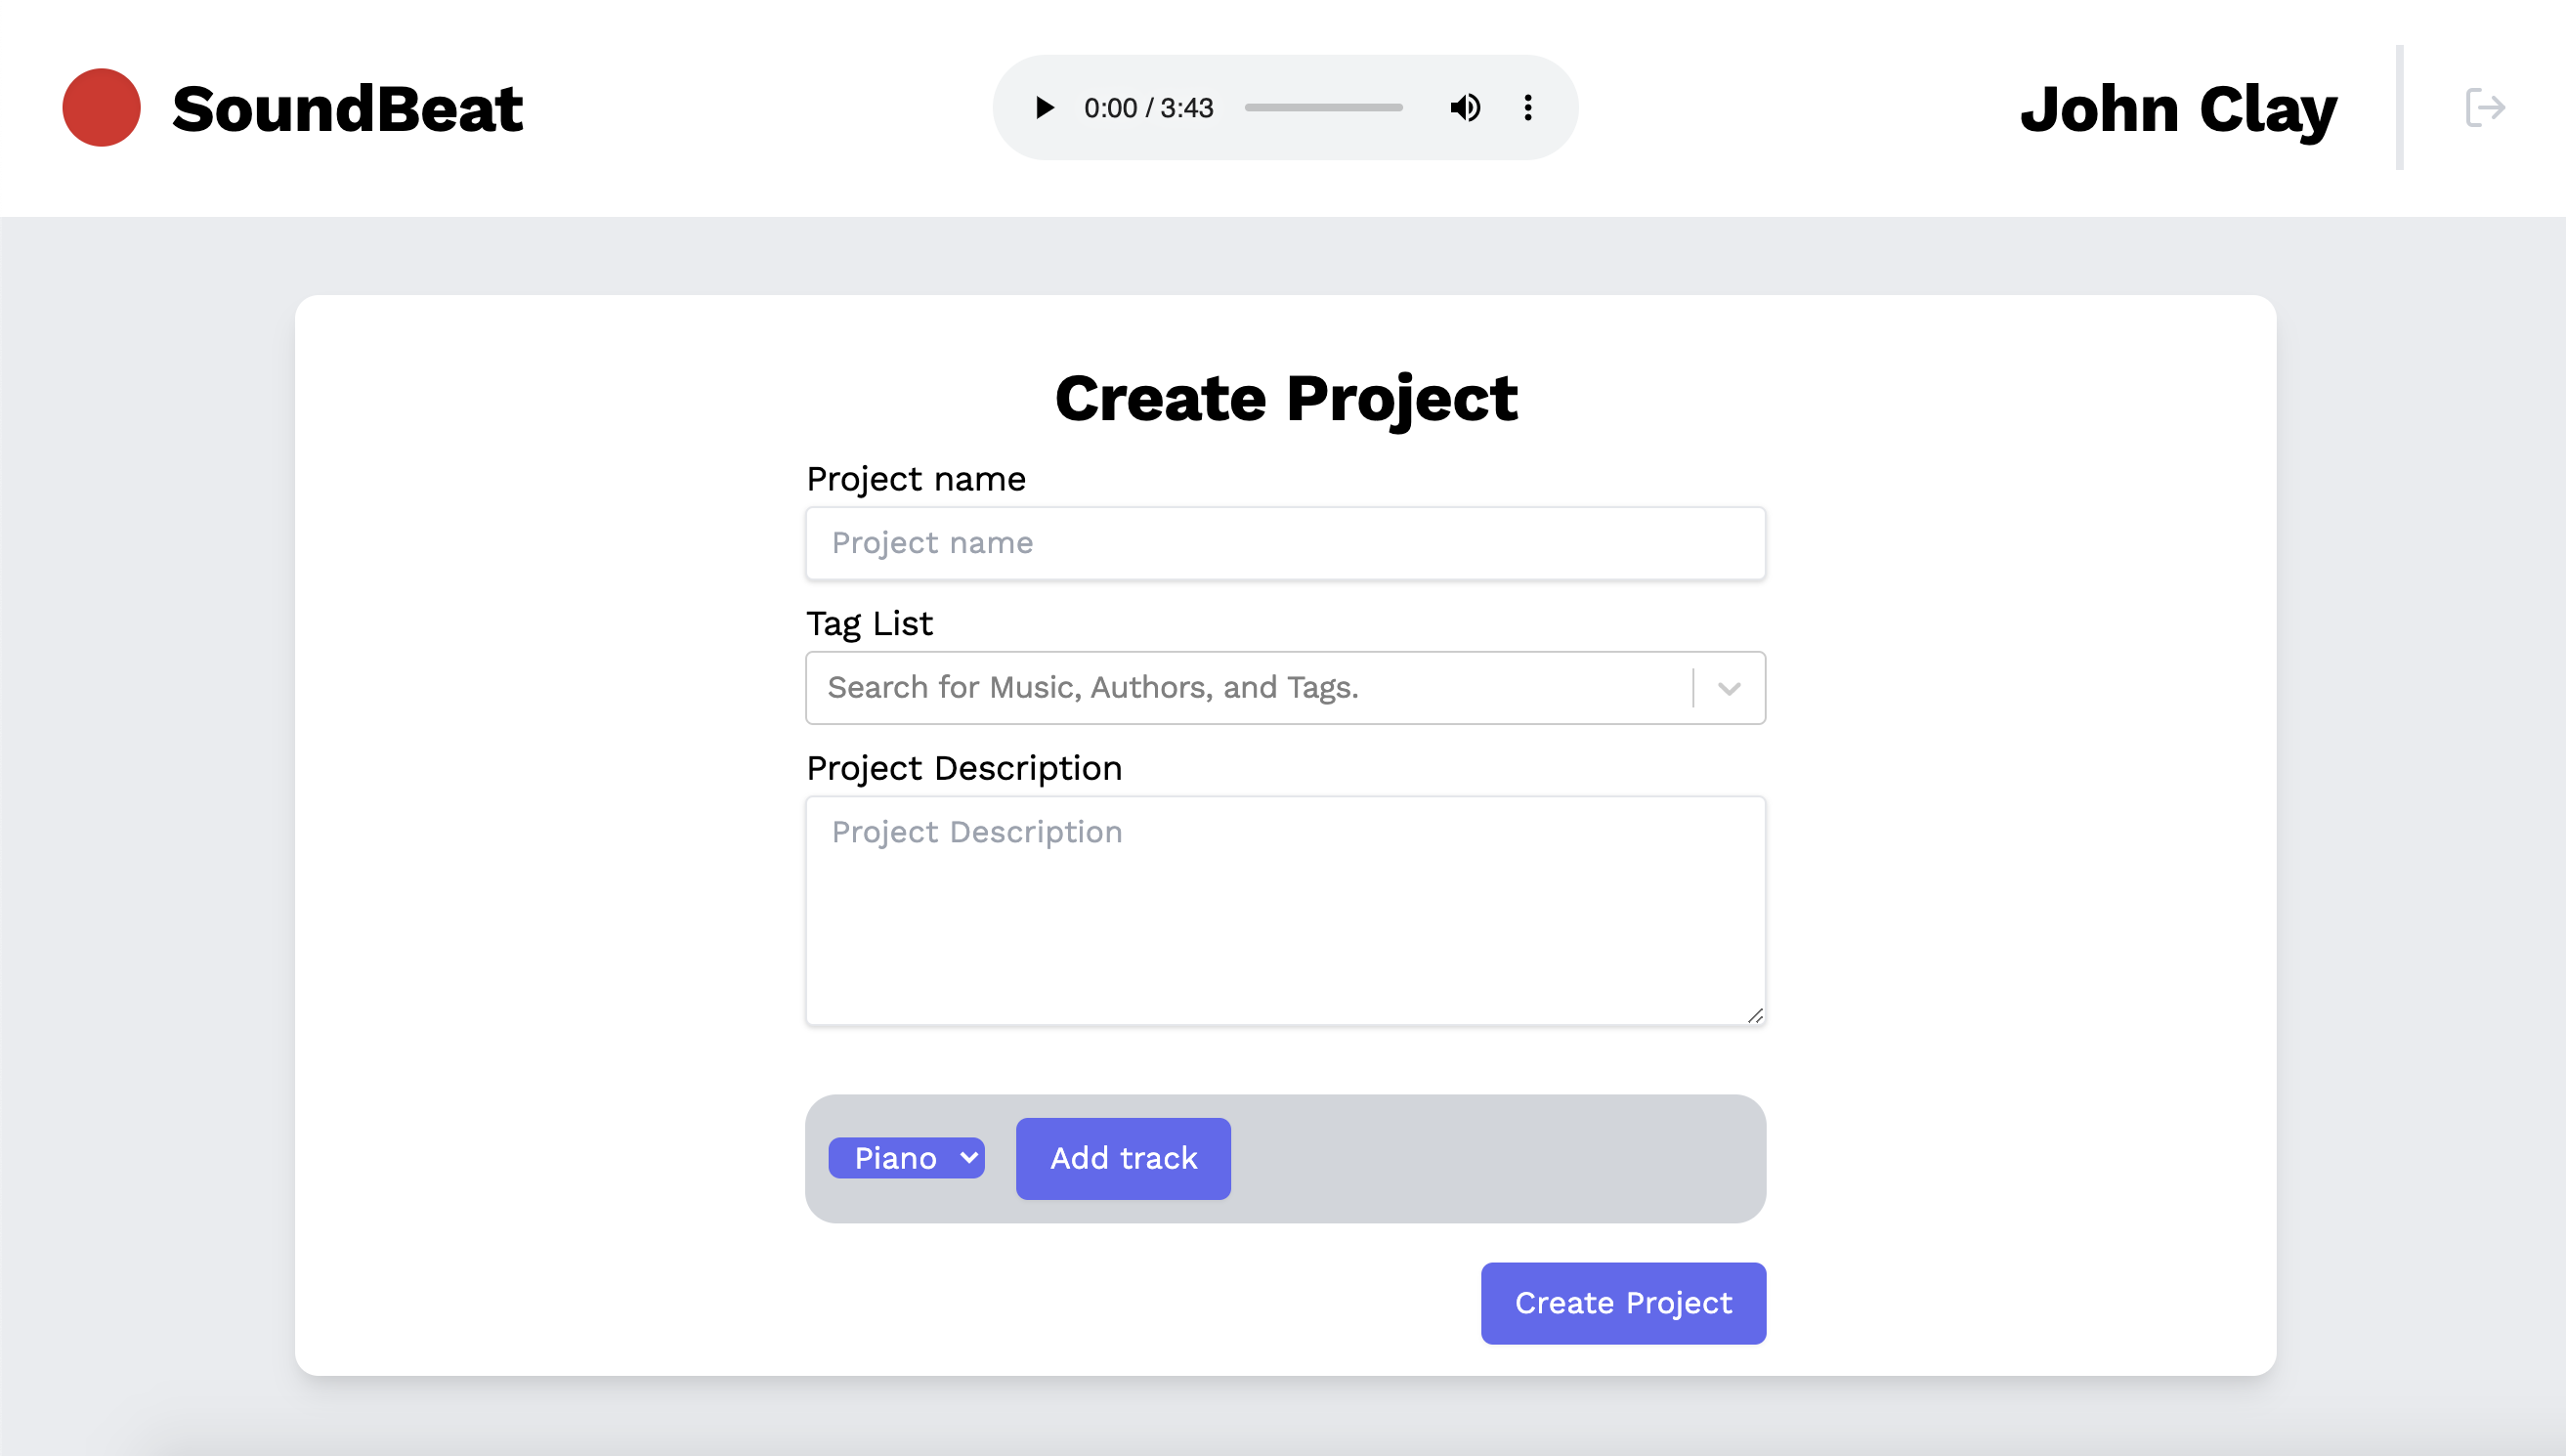 SoundBeat
0:00 / 3:43
John Clay
Create Project
Project name
Project name
Tag List
Search for Music, Authors, and Tags.
Project Description
Project Description
Piano
Add track
Create Project